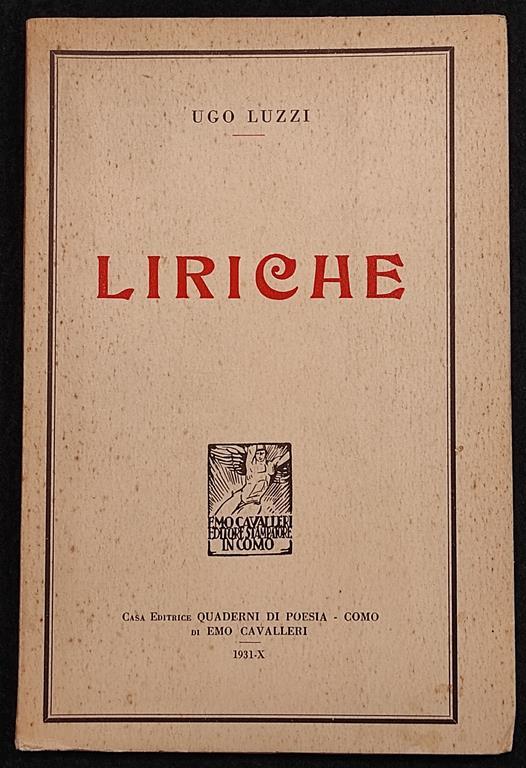 UGO LUZZI
LIRICHE
EMO CAVALLERI
EDITORE STAMPATORE
IN COMO
CASA EDITRICE QUADERNI DI POESIA - COMO
DI EMO CAVALLERI
1931-X